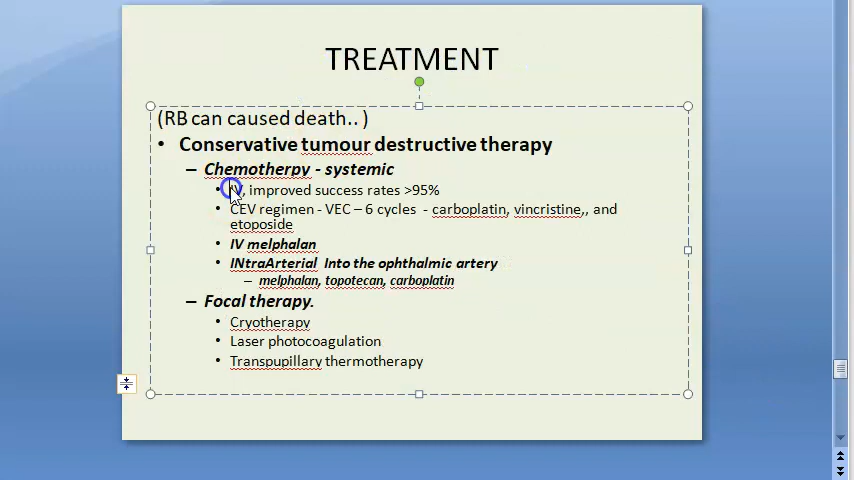 TREATMENT
(RB can caused death.. )
• Conservative tumour destructive therapy
– Chemotherpy - systemic
• IV, improved success rates >95%
• CEV regimen - VEC – 6 cycles - carboplatin, vincristine,, and
etoposide
• IV melphalan
• INtraArterial Into the ophthalmic artery
– melphalan, topotecan, carboplatin
– Focal therapy.
• Cryotherapy
• Laser photocoagulation
• Transpupillary thermotherapy